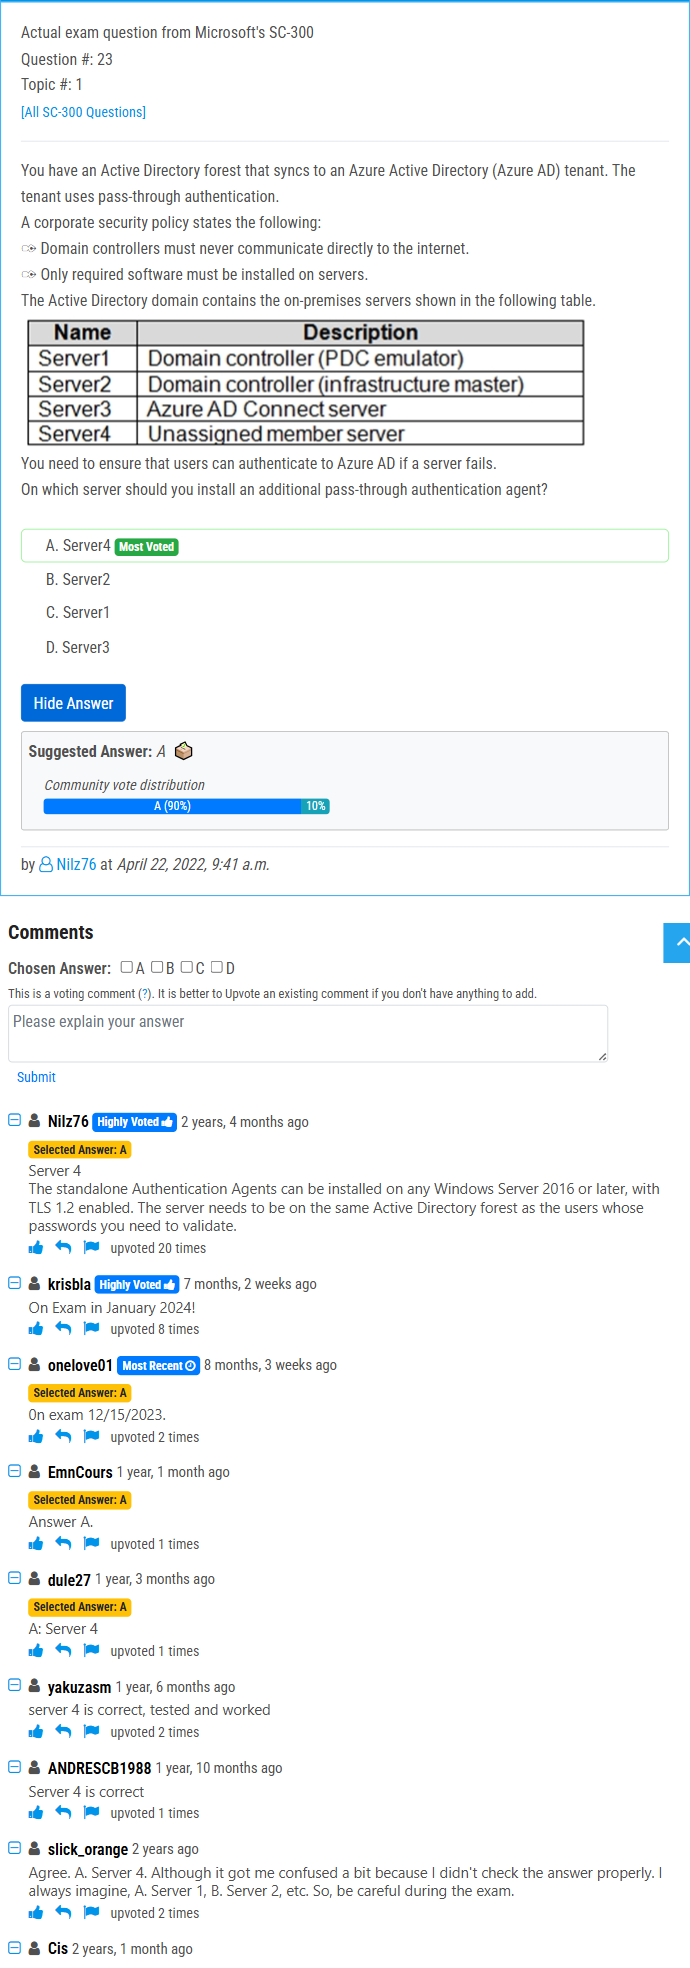 Actual exam question from Microsoft's SC-300
Question #: 23
Topic #: 1
[All SC-300 Questions]
You have an Active Directory forest that syncs to an Azure Active Directory (Azure AD) tenant. The
tenant uses pass-through authentication.
A corporate security policy states the following:
Domain controllers must never communicate directly to the internet.
Only required software must be installed on servers.
The Active Directory domain contains the on-premises servers shown in the following table.
Name Description
Server1 Domain controller (PDC emulator)
Server2 Domain controller (infrastructure master)
Server3 Azure AD Connect server
Server4 Unassigned member server
You need to ensure that users can authenticate to Azure AD if a server fails.
On which server should you install an additional pass-through authentication agent?
A. Server4 Most Voted
B. Server2
C. Server1
D. Server3
Hide Answer
Suggested Answer: A
Community vote distribution
A (90%) 10%
by Nilz76 at April 22, 2022, 9:41 a.m.
Comments
Chosen Answer: A B C D
This is a voting comment (?). It is better to Upvote an existing comment if you don't have anything to add.
Please explain your answer
Submit
Nilz76 Highly Voted 2 years, 4 months ago
Selected Answer: A
Server 4
The standalone Authentication Agents can be installed on any Windows Server 2016 or later, with
TLS 1.2 enabled. The server needs to be on the same Active Directory forest as the users whose
passwords you need to validate.
upvoted 20 times
krisbla Highly Voted 7 months, 2 weeks ago
On Exam in January 2024!
upvoted 8 times
onelove01 Most Recent 8 months, 3 weeks ago
Selected Answer: A
0n exam 12/15/2023.
upvoted 2 times
EmnCours 1 year, 1 month ago
Selected Answer: A
Answer A.
upvoted 1 times
dule27 1 year, 3 months ago
Selected Answer: A
A: Server 4
upvoted 1 times
yakuzasm 1 year, 6 months ago
server 4 is correct, tested and worked
upvoted 2 times
ANDRESCB1988 1 year, 10 months ago
Server 4 is correct
upvoted 1 times
slick_orange 2 years ago
Agree. A. Server 4. Although it got me confused a bit because I didn't check the answer properly. I
always imagine, A. Server 1, B. Server 2, etc. So, be careful during the exam.
upvoted 2 times
Cis 2 years, 1 month ago